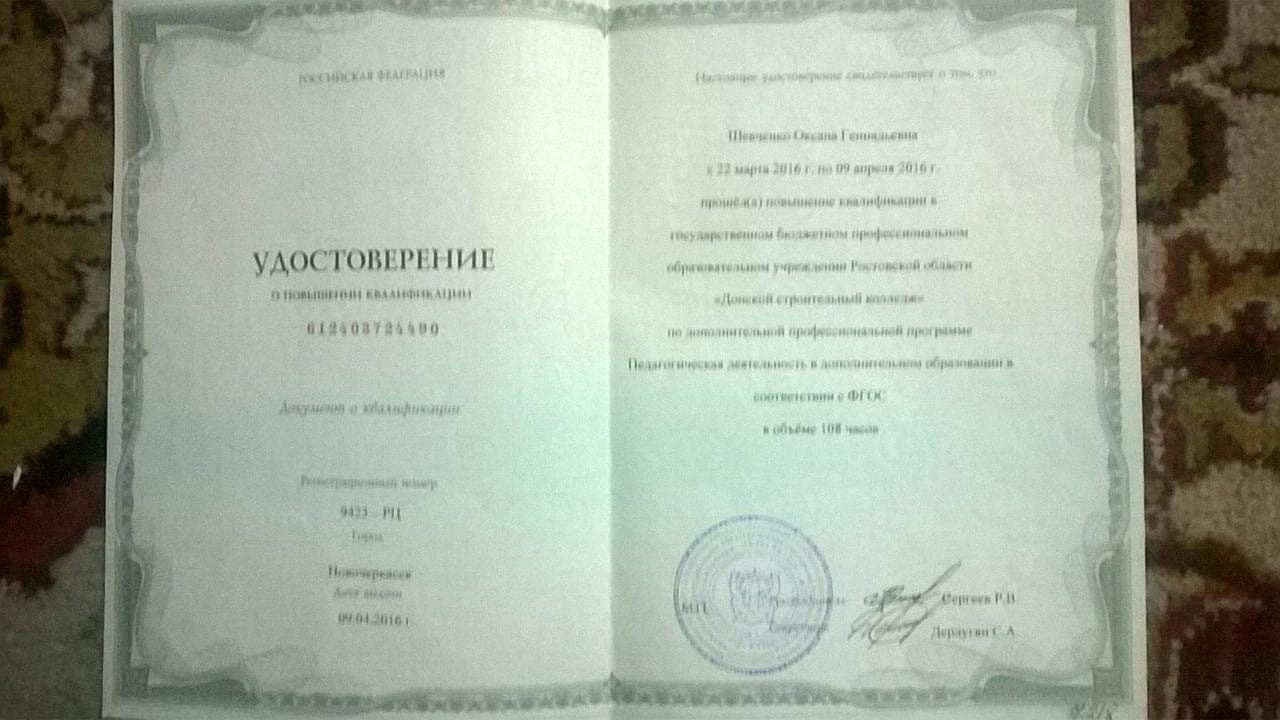 РОССИЙСКАЯ ФЕДЕРАЦИЯ
УДОСТОВЕРЕНИЕ
О ПОВЫШЕНИИ КВАЛИФИКАЦИИ
612403724490
Документ о квалификации
Регистрационный номер
9423 – РЦ
Город
Новочеркасск
Дата выдачи
09.04.2016 г
Настоящее удостоверение свидетельствует о том, что
Шевченко Оксана Геннадьевна
с 22 марта 2016 г. по 09 апреля 2016 г.
прошёл(а) повышение квалификации в
государственном бюджетном профессиональном
образовательном учреждении Ростовской области
«Донской строительный колледж»
по дополнительной профессиональной программе
Педагогическая деятельность в дополнительном образовании в
соответствии с ФГОС
в объёме 108 часов
М.П. Руководитель Сергеев Р.В.
Секретарь С.А.